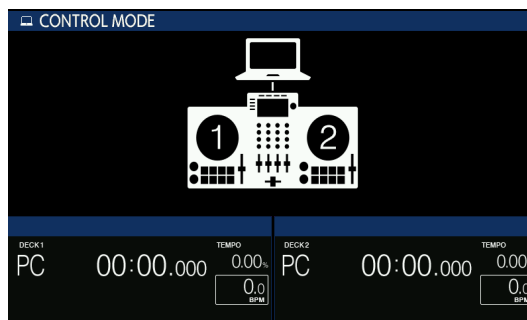 CONTROL MODE
1 2
DECK1 TEMPO DECK2 TEMPO
PC 00:00.000 0.00% PC 00:00.000 0.00
0.0 0.0
BPM BPM